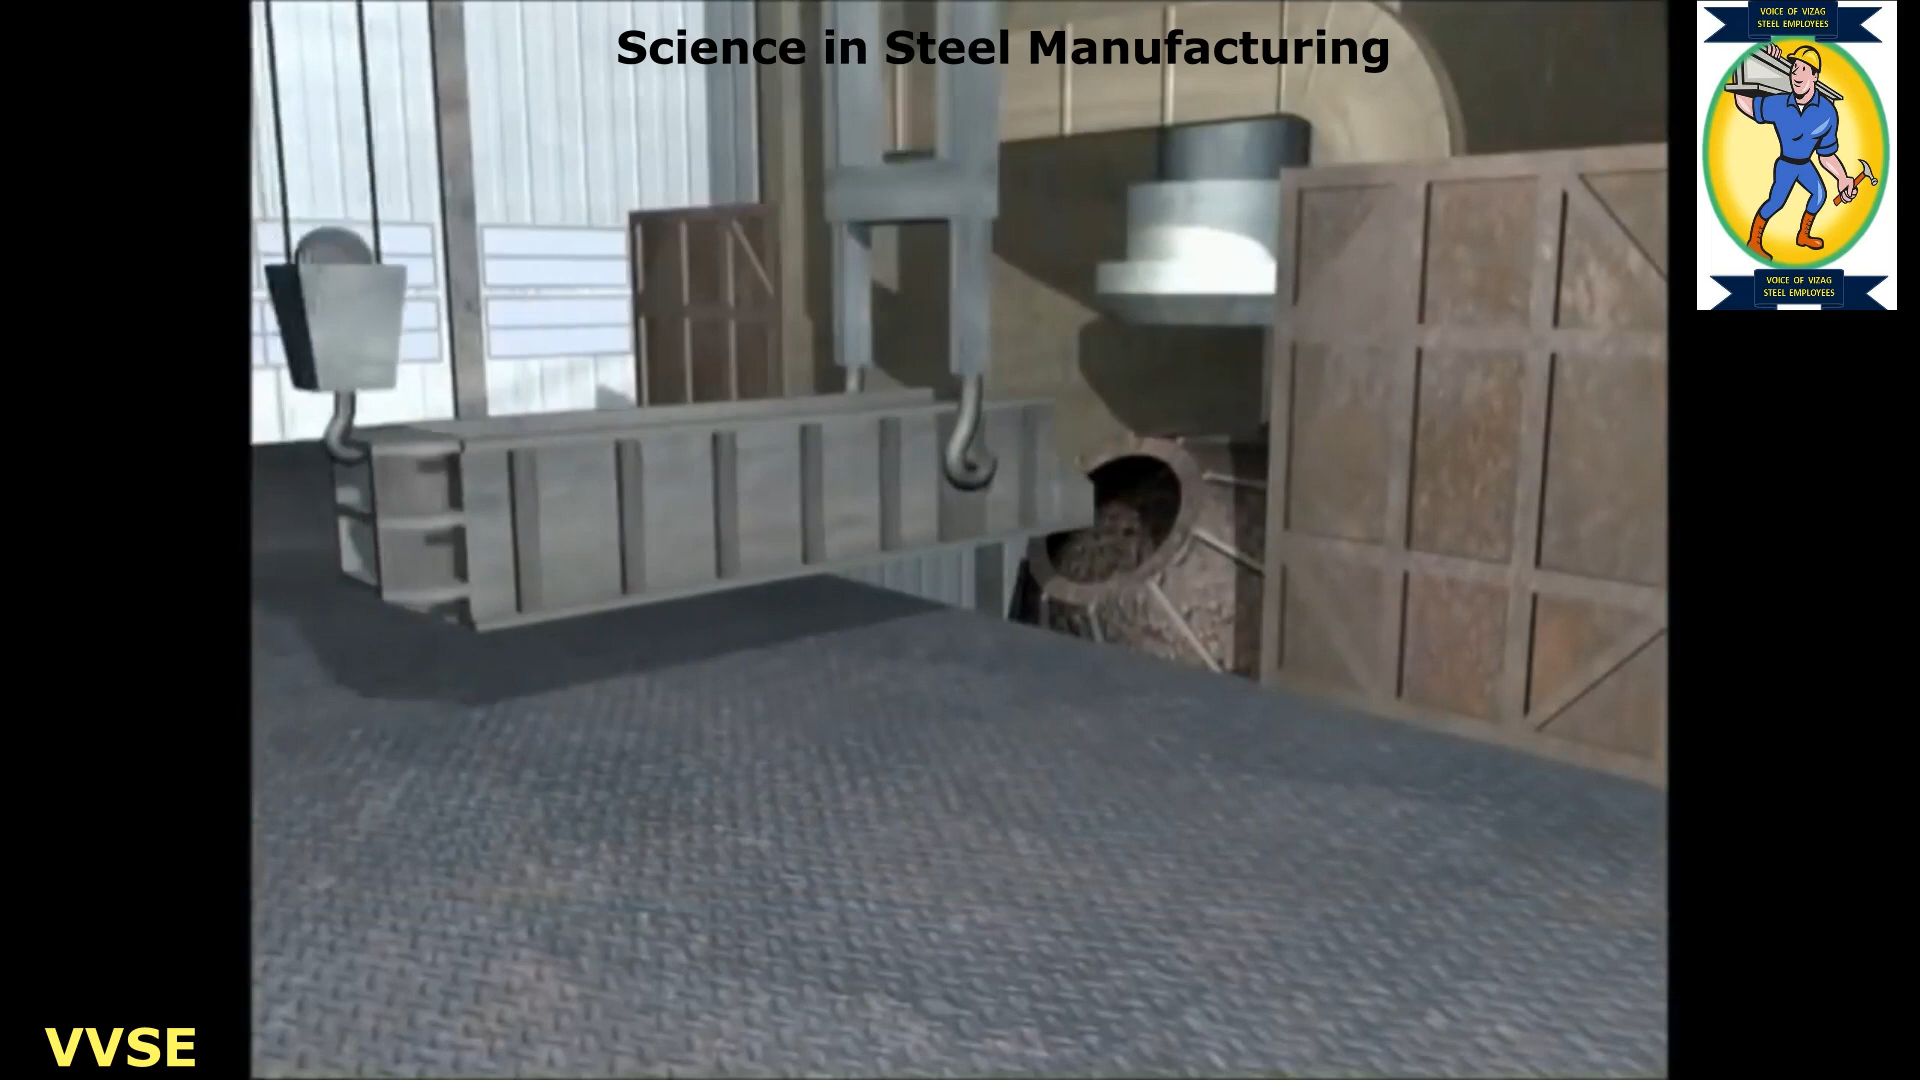 Science in Steel Manufacturing
VOICE OF VIZAG
STEEL EMPLOYEES
VOICE OF VIZAG
STEEL EMPLOYEES
VVSE